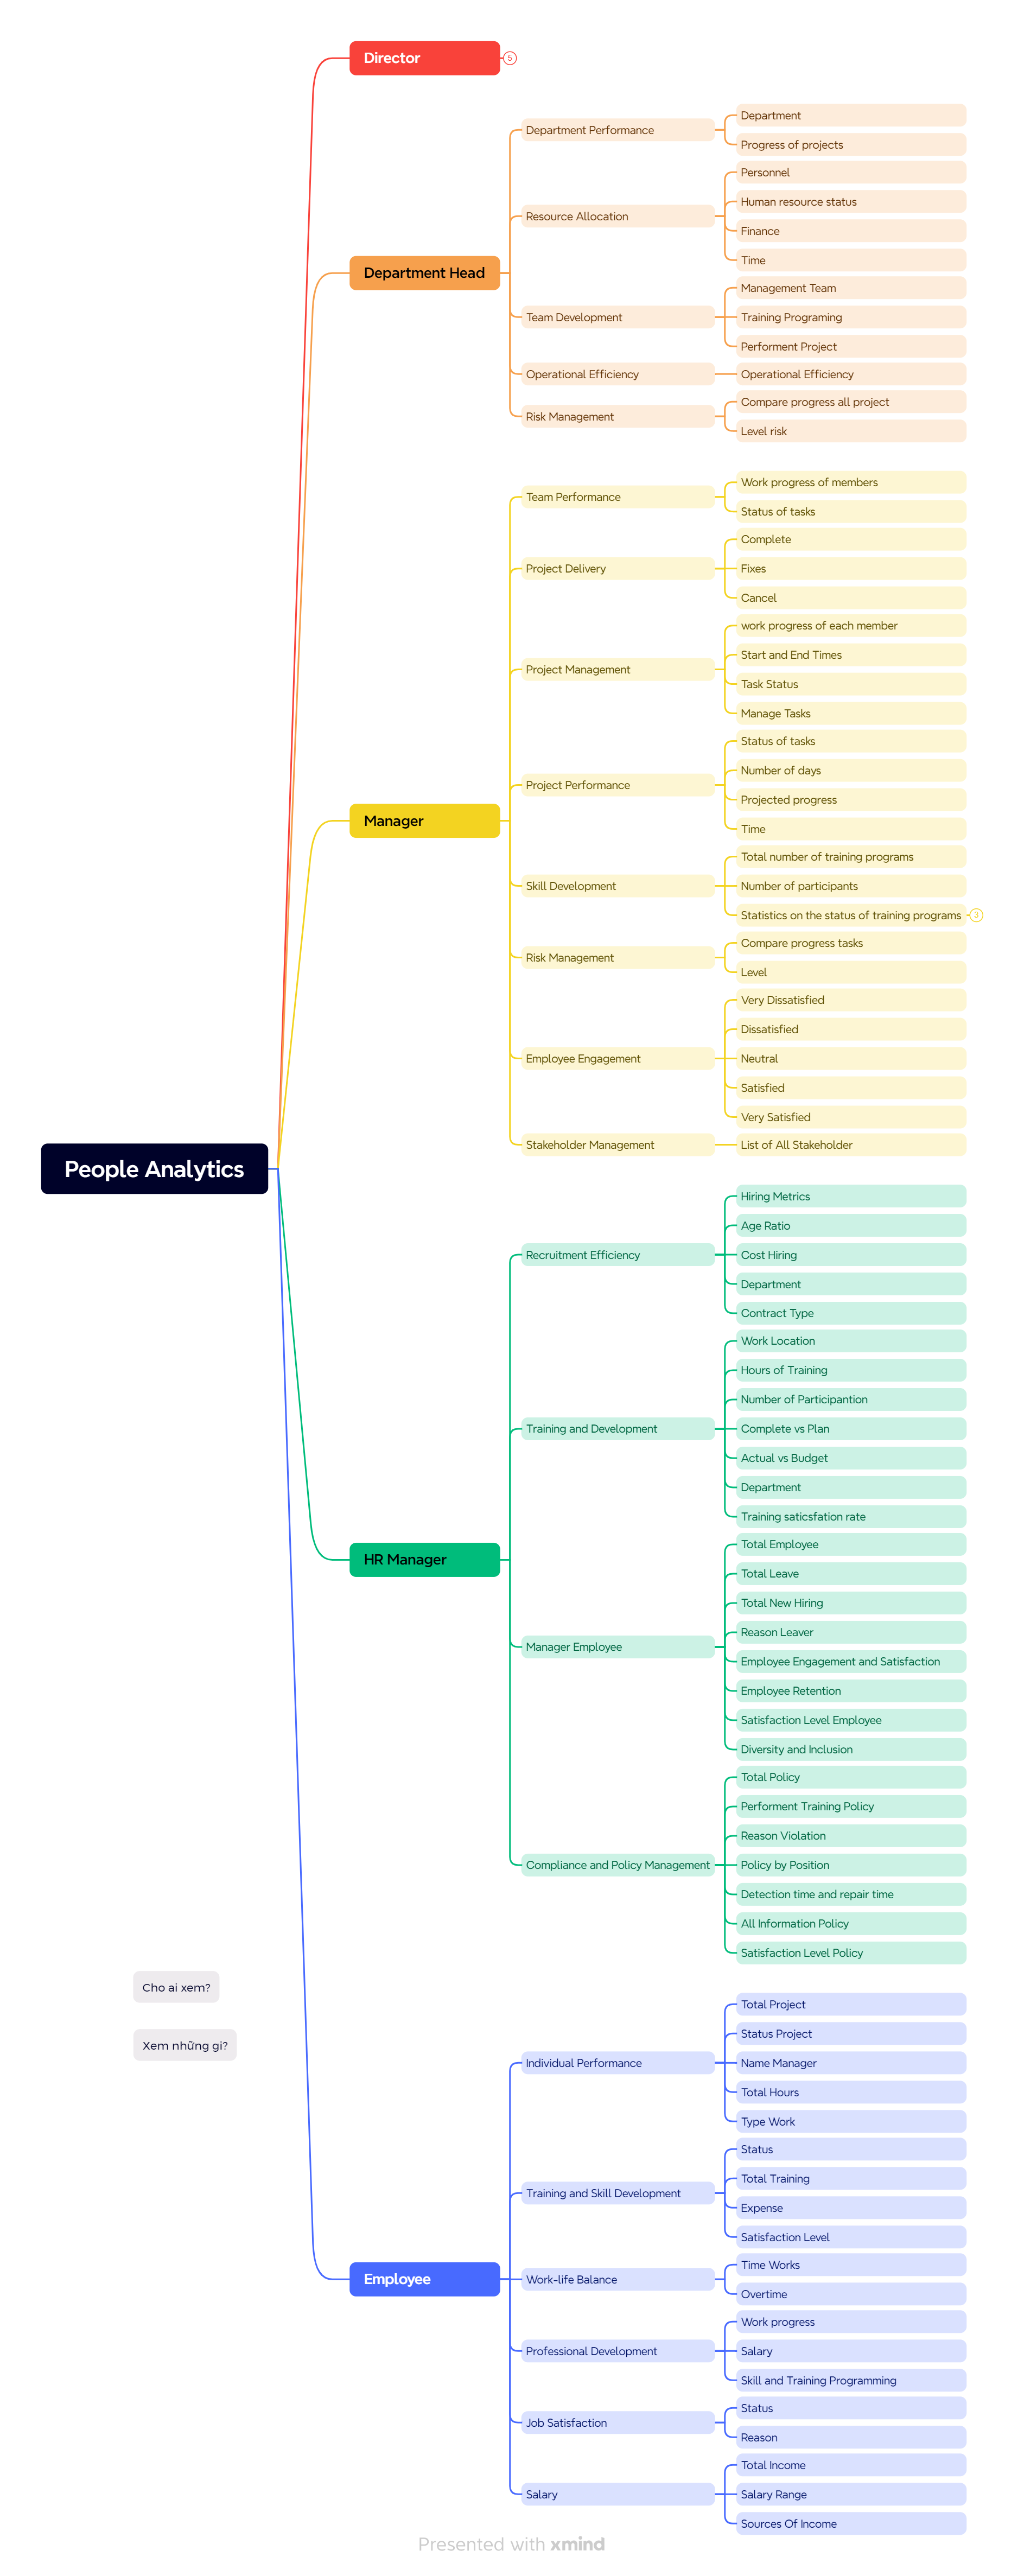 Director
5
Department Head
Department Performance
Department
Progress of projects
Resource Allocation
Personnel
Human resource status
Finance
Time
Team Development
Management Team
Training Programing
Performent Project
Operational Efficiency
Operational Efficiency
Risk Management
Compare progress all project
Level risk
Manager
Team Performance
Work progress of members
Status of tasks
Project Delivery
Complete
Fixes
Cancel
Project Management
work progress of each member
Start and End Times
Task Status
Manage Tasks
Project Performance
Status of tasks
Number of days
Projected progress
Time
Skill Development
Total number of training programs
Number of participants
Statistics on the status of training programs
3
Risk Management
Compare progress tasks
Level
Employee Engagement
Very Dissatisfied
Dissatisfied
Neutral
Satisfied
Very Satisfied
Stakeholder Management
List of All Stakeholder
People Analytics
HR Manager
Recruitment Efficiency
Hiring Metrics
Age Ratio
Cost Hiring
Department
Contract Type
Training and Development
Work Location
Hours of Training
Number of Participantion
Complete vs Plan
Actual vs Budget
Department
Training saticsfation rate
Manager Employee
Total Employee
Total Leave
Total New Hiring
Reason Leaver
Employee Engagement and Satisfaction
Employee Retention
Satisfaction Level Employee
Diversity and Inclusion
Compliance and Policy Management
Total Policy
Performent Training Policy
Reason Violation
Policy by Position
Detection time and repair time
All Information Policy
Satisfaction Level Policy
Cho ai xem?
Xem những gì?
Employee
Individual Performance
Total Project
Status Project
Name Manager
Total Hours
Type Work
Training and Skill Development
Status
Total Training
Expense
Satisfaction Level
Work-life Balance
Time Works
Overtime
Professional Development
Work progress
Salary
Skill and Training Programming
Job Satisfaction
Status
Reason
Salary
Total Income
Salary Range
Sources Of Income
Presented with xmind